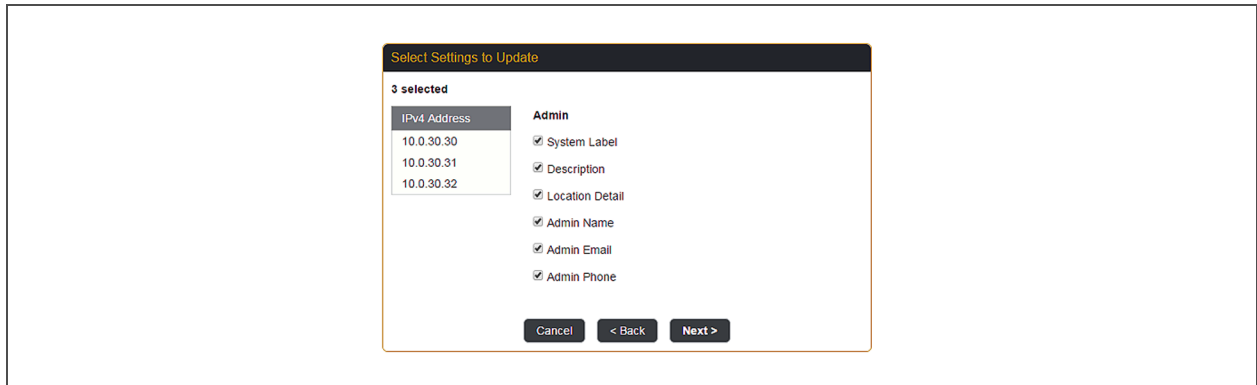 Select Settings to Update
3 selected
IPv4 Address
10.0.30.30
10.0.30.31
10.0.30.32
Admin
System Label
Description
Location Detail
Admin Name
Admin Email
Admin Phone
Cancel
< Back
Next >